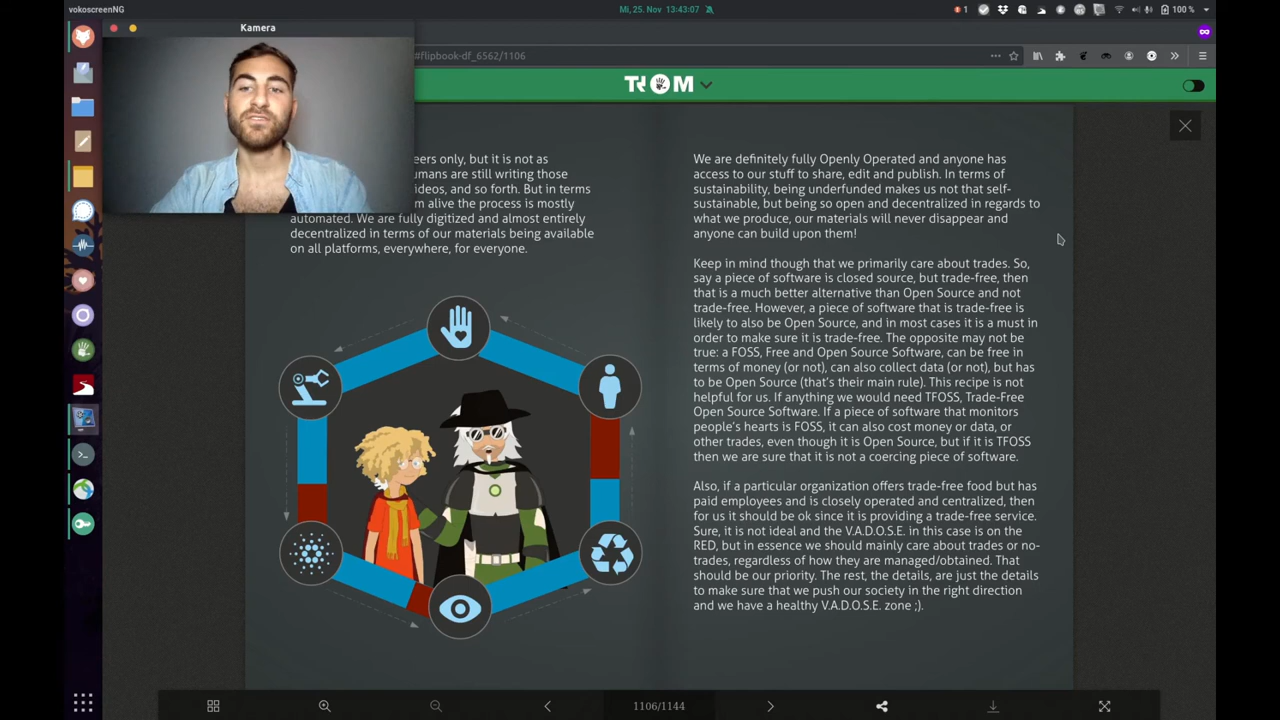 vokoscreenNG
Mi, 25. Nov 13:43:07
1
100 %
Kamera
#flipbook-df_6562/1106
TROM
eers only, but it is not as
umans are still writing those
ideos, and so forth. But in terms
m alive the process is mostly
automated. We are fully digitized and almost entirely
decentralized in terms of our materials being available
on all platforms, everywhere, for everyone.
We are definitely fully Openly Operated and anyone has
access to our stuff to share, edit and publish. In terms of
sustainability, being underfunded makes us not that self-
sustainable, but being so open and decentralized in regards to
what we produce, our materials will never disappear and
anyone can build upon them!
Keep in mind though that we primarily care about trades. So,
say a piece of software is closed source, but trade-free, then
that is a much better alternative than Open Source and not
trade-free. However, a piece of software that is trade-free is
likely to also be Open Source, and in most cases it is a must in
order to make sure it is trade-free. The opposite may not be
true: a FOSS, Free and Open Source Software, can be free in
terms of money (or not), can also collect data (or not), but has
to be Open Source (that's their main rule). This recipe is not
helpful for us. If anything we would need TFOSS, Trade-Free
Open Source Software. If a piece of software that monitors
people's hearts is FOSS, it can also cost money or data, or
other trades, even though it is Open Source, but if it is TFOSS
then we are sure that it is not a coercing piece of software.
Also, if a particular organization offers trade-free food but has
paid employees and is closely operated and centralized, then
for us it should be ok since it is providing a trade-free service.
Sure, it is not ideal and the V.A.D.O.S.E. in this case is on the
RED, but in essence we should mainly care about trades or no-
trades, regardless of how they are managed/obtained. That
should be our priority. The rest, the details, are just the details
to make sure that we push our society in the right direction
and we have a healthy V.A.D.O.S.E. zone ;).
1106/1144